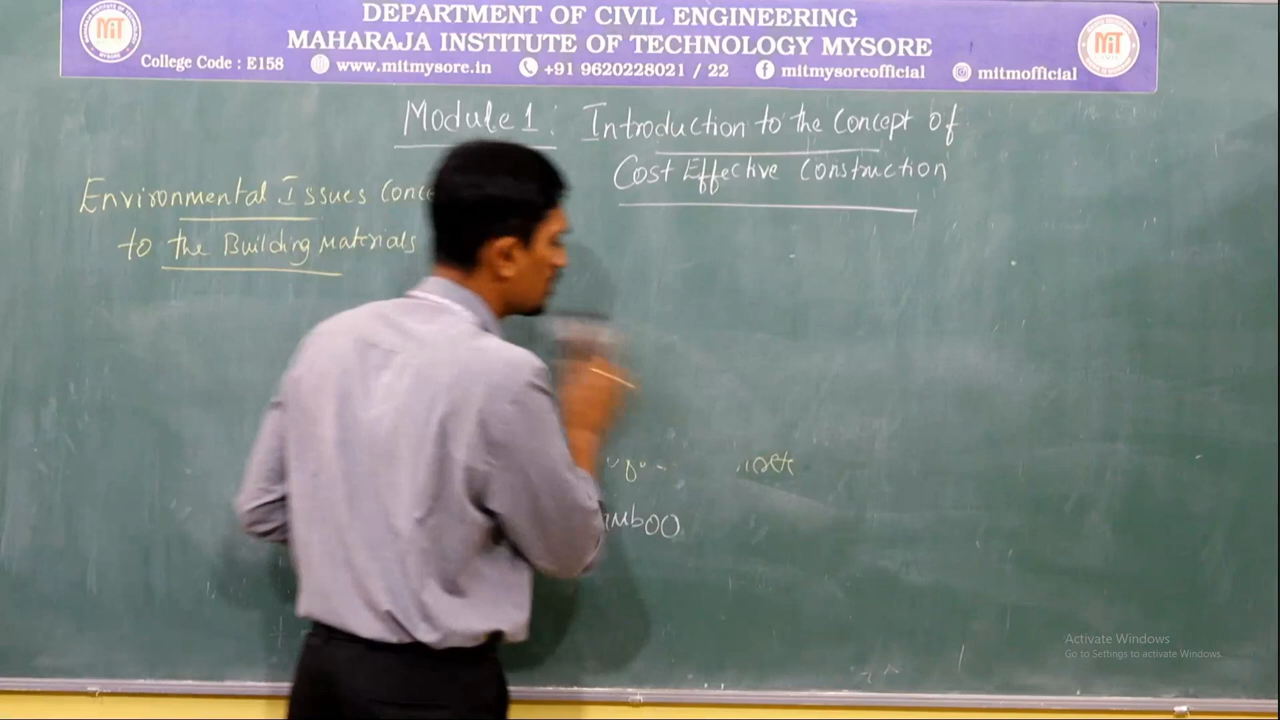 DEPARTMENT OF CIVIL ENGINEERING
MAHARAJA INSTITUTE OF TECHNOLOGY MYSORE
College Code : E158 www.mitmysore.in +91 9620228021 / 22 mitmysoreofficial mitmofficial
MIT
MIT
Module 1: Introduction to the Concept of
Cost Effective Construction
Environmental Issues
to the Building Materials
Activate Windows
Go to Settings to activate Windows.